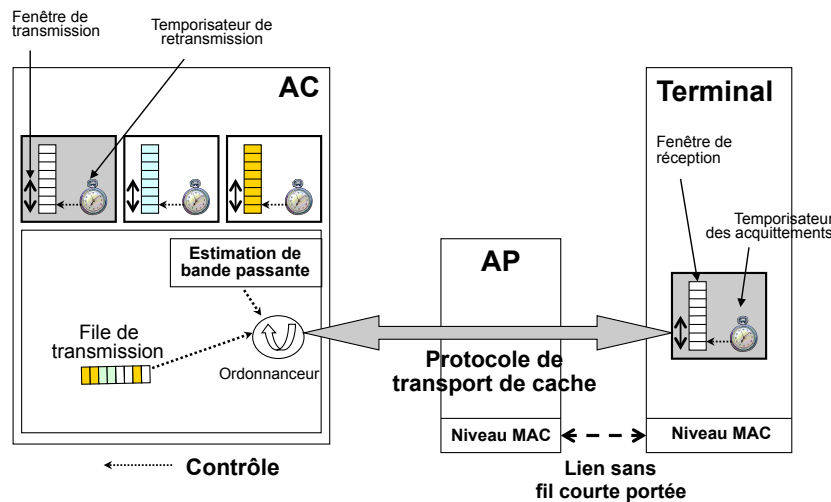 Fenêtre de
transmission
Temporisateur de
retransmission
AC
Estimation de
bande passante
File de
transmission
Ordonnanceur
Contrôle
AP
Protocole de
transport de cache
Niveau MAC
Lien sans
fil courte portée
Terminal
Fenêtre de
réception
Temporisateur
des acquittements
Niveau MAC